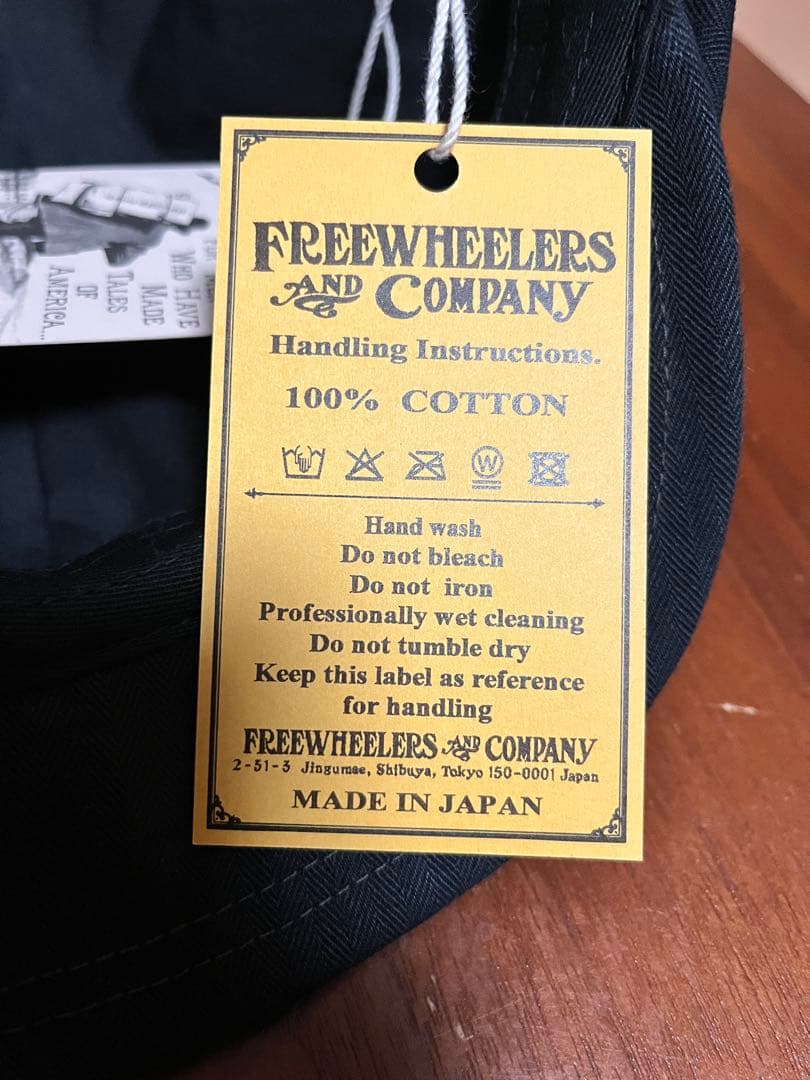 FREEWHEELERS
AND COMPANY
Handling Instructions.
100% COTTON
W
Hand wash
Do not bleach
Do not iron
Professionally wet cleaning
Do not tumble dry
Keep this label as reference
for handling
FREEWHEELERS AND COMPANY
2-31-3 Jingumae, Shibuya, Tokyo 150-0001 Japan
MADE IN JAPAN
WHO HAVE
MADE
TALES
OF
AMERICA...